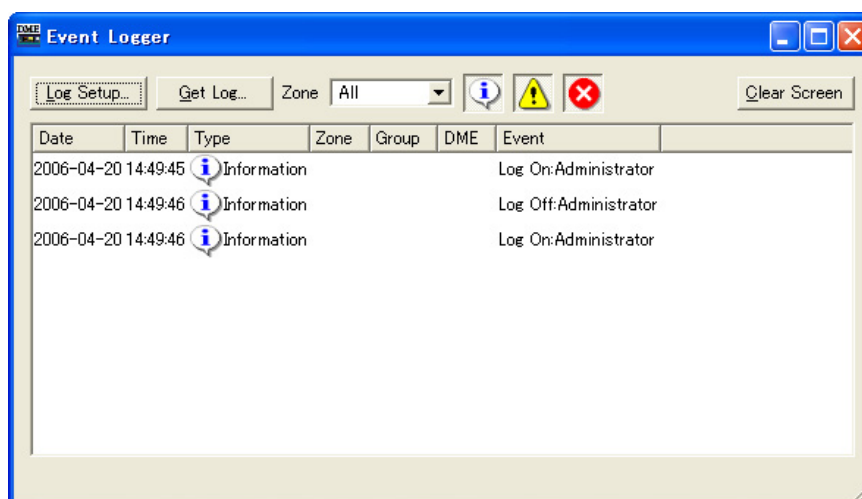 DME Event Logger
Log Setup... Get Log... Zone All Clear Screen
Date Time Type Zone Group DME Event
2006-04-20 14:49:45 Information Log On:Administrator
2006-04-20 14:49:46 Information Log Off:Administrator
2006-04-20 14:49:46 Information Log On:Administrator